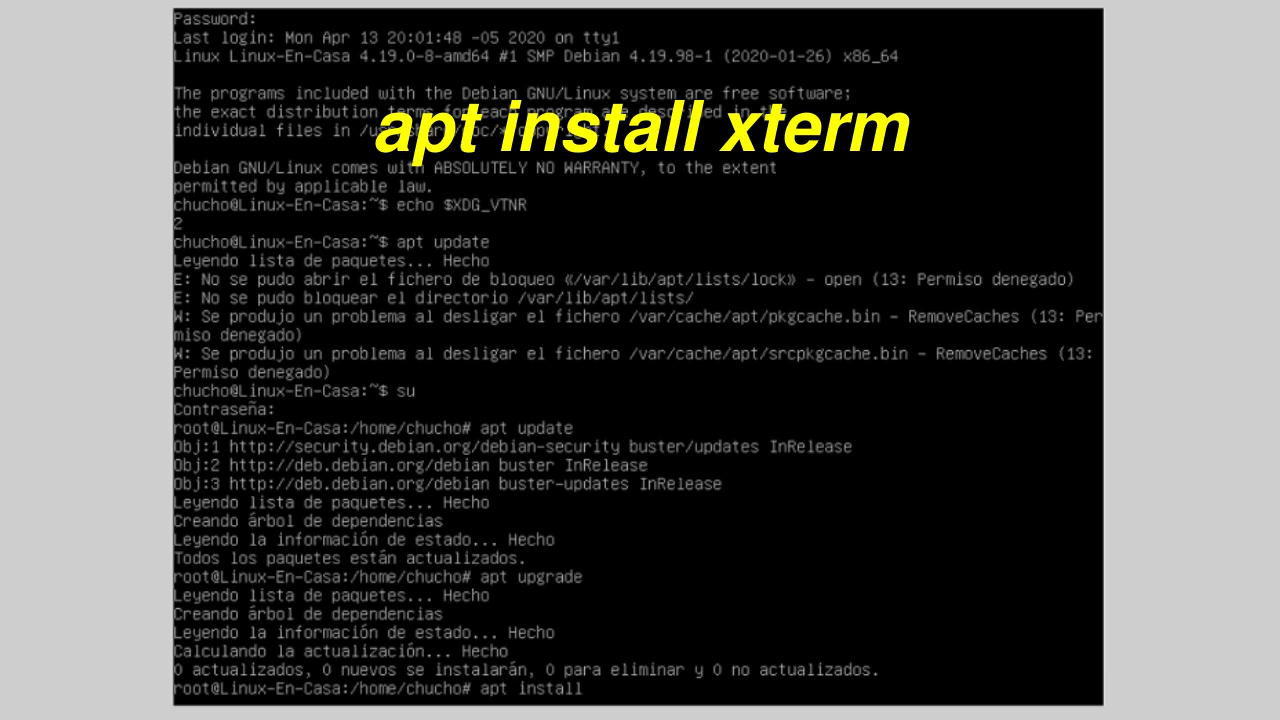 Password:
Last login: Mon Apr 13 20:01:48 -05 2020 on tty1
Linux Linux-En-Casa 4.19.0-8-amd64 #1 SMP Debian 4.19.98-1 (2020-01-26) x86_64
The programs included with the Debian GNU/Linux system are free software;
the exact distribution terms for each program are described in the
apt install xterm
individual files in
Debian GNU/Linux comes with ABSOLUTELY NO WARRANTY, to the extent
permitted by applicable law.
chucho@Linux-En-Casa:~$ echo $XDG_VTNR
2
chucho@Linux-En-Casa:~$ apt update
Leyendo lista de paquetes... Hecho
E: No se pudo abrir el fichero de bloqueo «/var/lib/apt/lists/lock» - open (13: Permiso denegado)
E: No se pudo bloquear el directorio /var/lib/apt/lists/
W: Se produjo un problema al desligar el fichero /var/cache/apt/pkgcache.bin - RemoveCaches (13: Per
miso denegado)
W: Se produjo un problema al desligar el fichero /var/cache/apt/srcpkgcache.bin - RemoveCaches (13:
Permiso denegado)
chucho@Linux-En-Casa:~$ su
Contraseña:
root@Linux-En-Casa:/home/chucho# apt update
Obj:1 http://security.debian.org/debian-security buster/updates InRelease
Obj:2 http://deb.debian.org/debian buster InRelease
Obj:3 http://deb.debian.org/debian buster-updates InRelease
Leyendo lista de paquetes... Hecho
Creando árbol de dependencias
Leyendo la información de estado... Hecho
Todos los paquetes están actualizados.
root@Linux-En-Casa:/home/chucho# apt upgrade
Leyendo lista de paquetes... Hecho
Creando árbol de dependencias
Leyendo la información de estado... Hecho
Calculando la actualización... Hecho
0 actualizados, 0 nuevos se instalarán, 0 para eliminar y 0 no actualizados.
root@Linux-En-Casa:/home/chucho# apt install